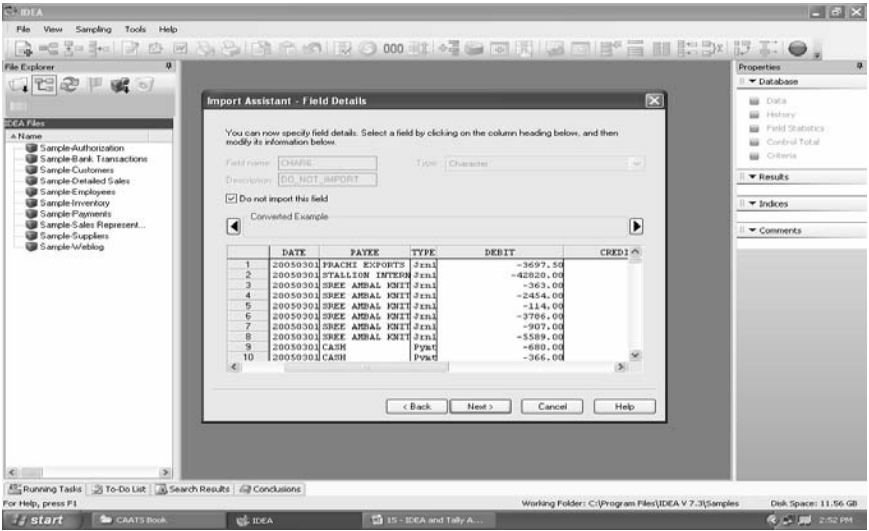 IDEA
File View Sampling Tools Help
000
File Explorer
IDEA Files
Name
Sample-Authorization
Sample-Bank Transactions
Sample-Customers
Sample-Detailed Sales
Sample-Employees
Sample-Inventory
Sample-Payments
Sample-Sales Represent...
Sample-Suppliers
Sample-Weblog
Import Assistant - Field Details
You can now specify field details. Select a field by clicking on the column heading below, and then
modify its information below.
Field name: Type: Character
Description: DO_NOT_IMPORT
Do not import this field
Converted Example
DATE PAYEE TYPE DEBIT CREDI
1 20050301 PRACHI EXPORTS Jrnl -3697.50
2 20050301 STALLION INTERN Jrnl -42820.00
3 20050301 SREE AMBAL KNIT Jrnl -363.00
4 20050301 SREE AMBAL KNIT Jrnl -2454.00
5 20050301 SREE AMBAL KNIT Jrnl -114.00
6 20050301 SREE AMBAL KNIT Jrnl -3706.00
7 20050301 SREE AMBAL KNIT Jrnl -907.00
8 20050301 SREE AMBAL KNIT Jrnl -5589.00
9 20050301 CASH Pymt -680.00
10 20050301 CASH Pymt -366.00
< Back Next > Cancel Help
Properties
Database
Data
History
Field Statistics
Control Total
Criteria
Results
Indices
Comments
Running Tasks To-Do List Search Results Conclusions
For Help, press F1 Working Folder: C:\Program Files\IDEA V 7.3\Samples Disk Space: 11.56 GB
start CAATS Book IDEA 15 - IDEA and Tally A... 2:52 PM